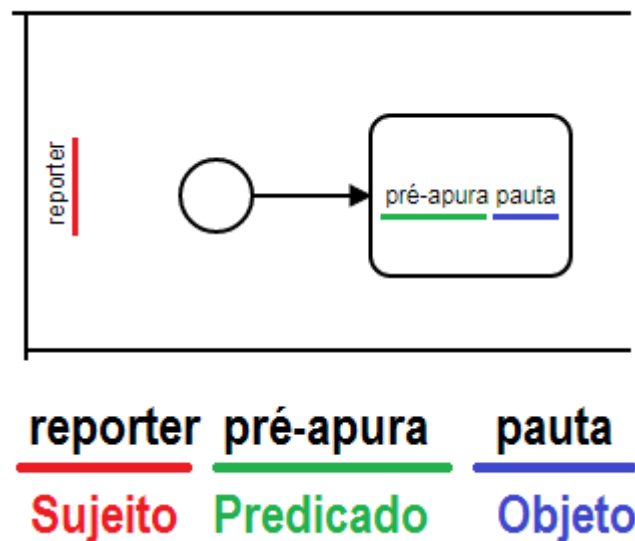 reporter
pré-apura pauta
reporter pré-apura pauta
Sujeito Predicado Objeto